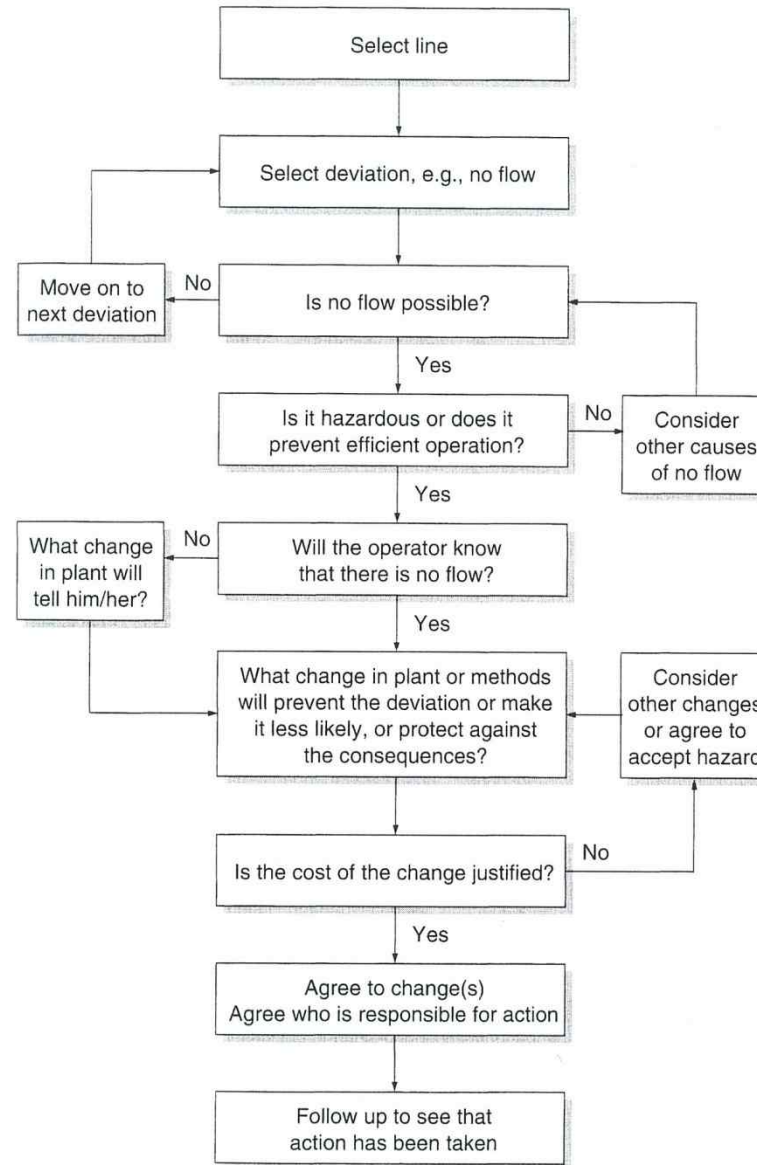 Select line
Select deviation, e.g., no flow
Move on to
next deviation
No
Is no flow possible?
Yes
Is it hazardous or does it
prevent efficient operation?
No
Consider
other causes
of no flow
Yes
What change
in plant will
tell him/her?
No
Will the operator know
that there is no flow?
Yes
What change in plant or methods
will prevent the deviation or make
it less likely, or protect against
the consequences?
Consider
other changes
or agree to
accept hazard
Is the cost of the change justified?
No
Yes
Agree to change(s)
Agree who is responsible for action
Follow up to see that
action has been taken